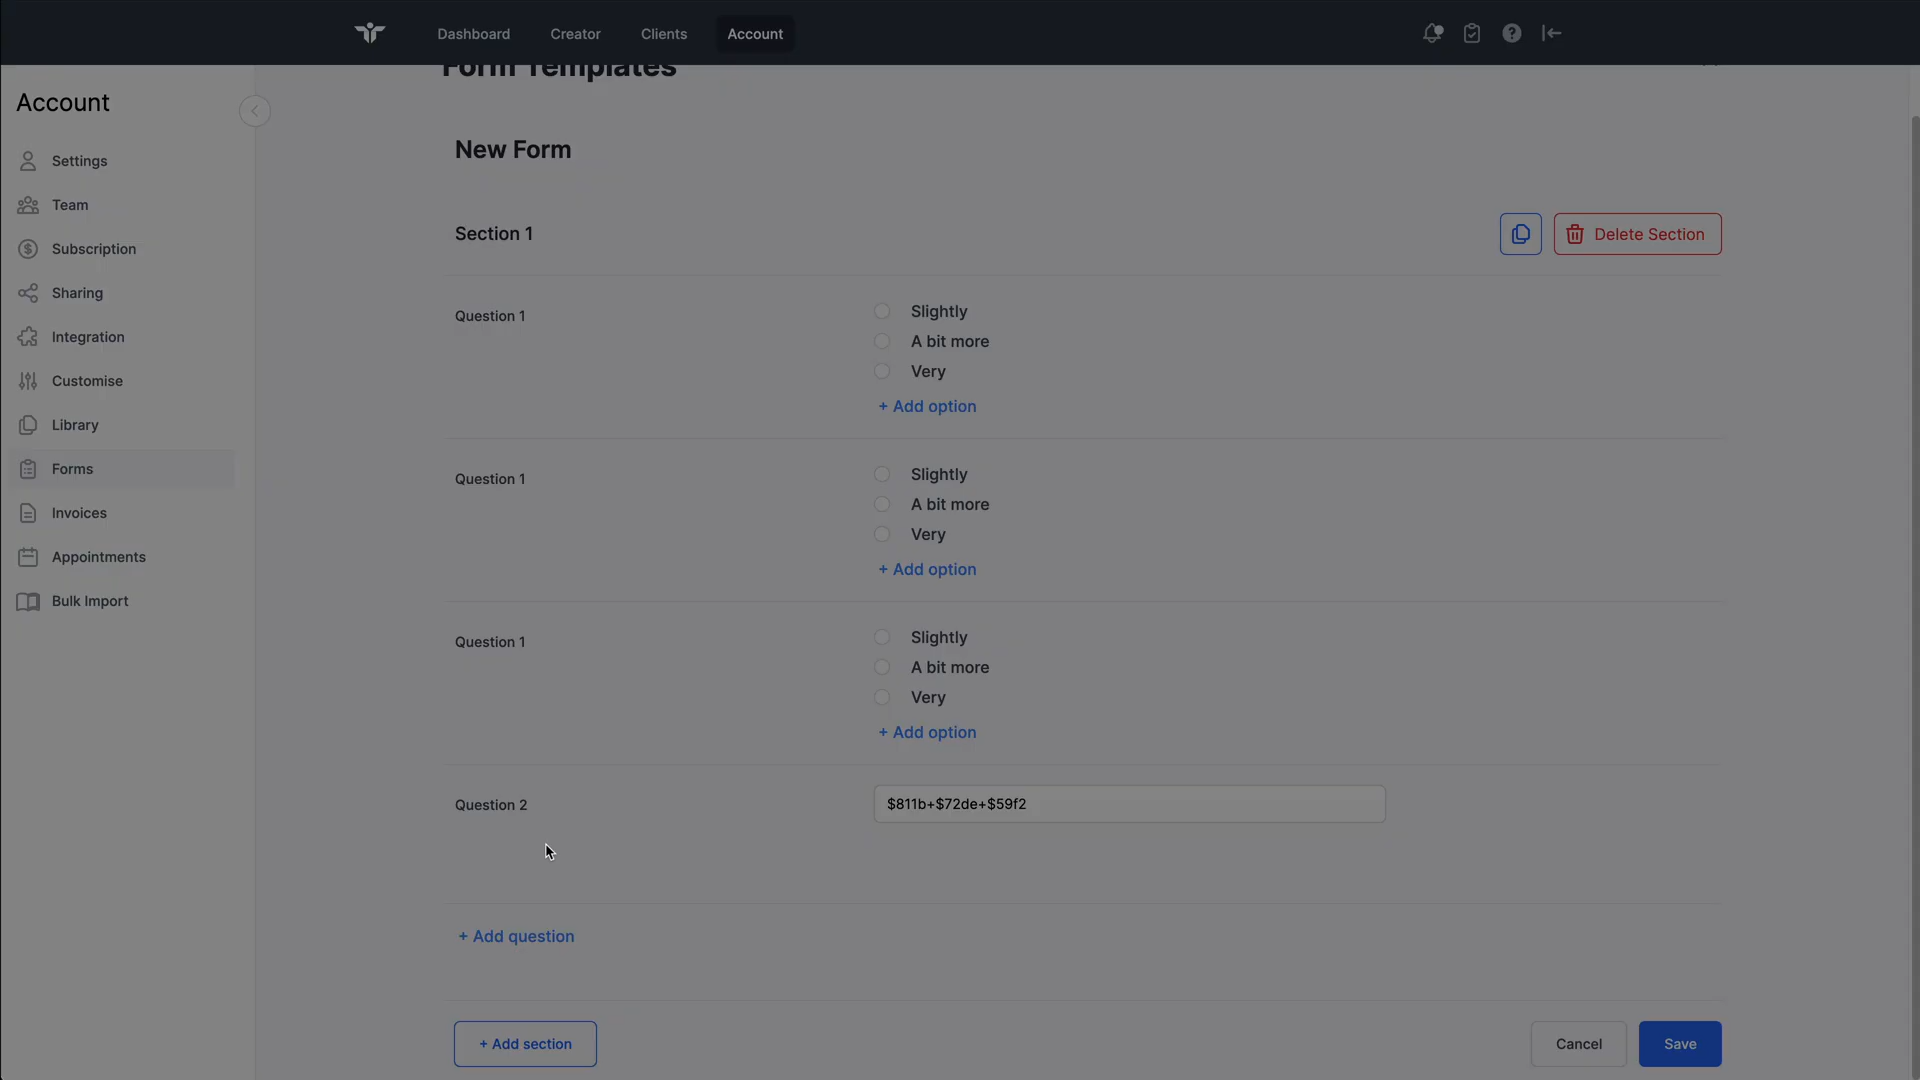 Dashboard Creator Clients Account
Form Templates
Account
Settings
Team
Subscription
Sharing
Integration
Customise
Library
Forms
Invoices
Appointments
Bulk Import
New Form
Section 1
Delete Section
Question 1
Slightly
A bit more
Very
+ Add option
Question 1
Slightly
A bit more
Very
+ Add option
Question 1
Slightly
A bit more
Very
+ Add option
Question 2
$811b+$72de+$59f2
+ Add question
+ Add section
Cancel
Save